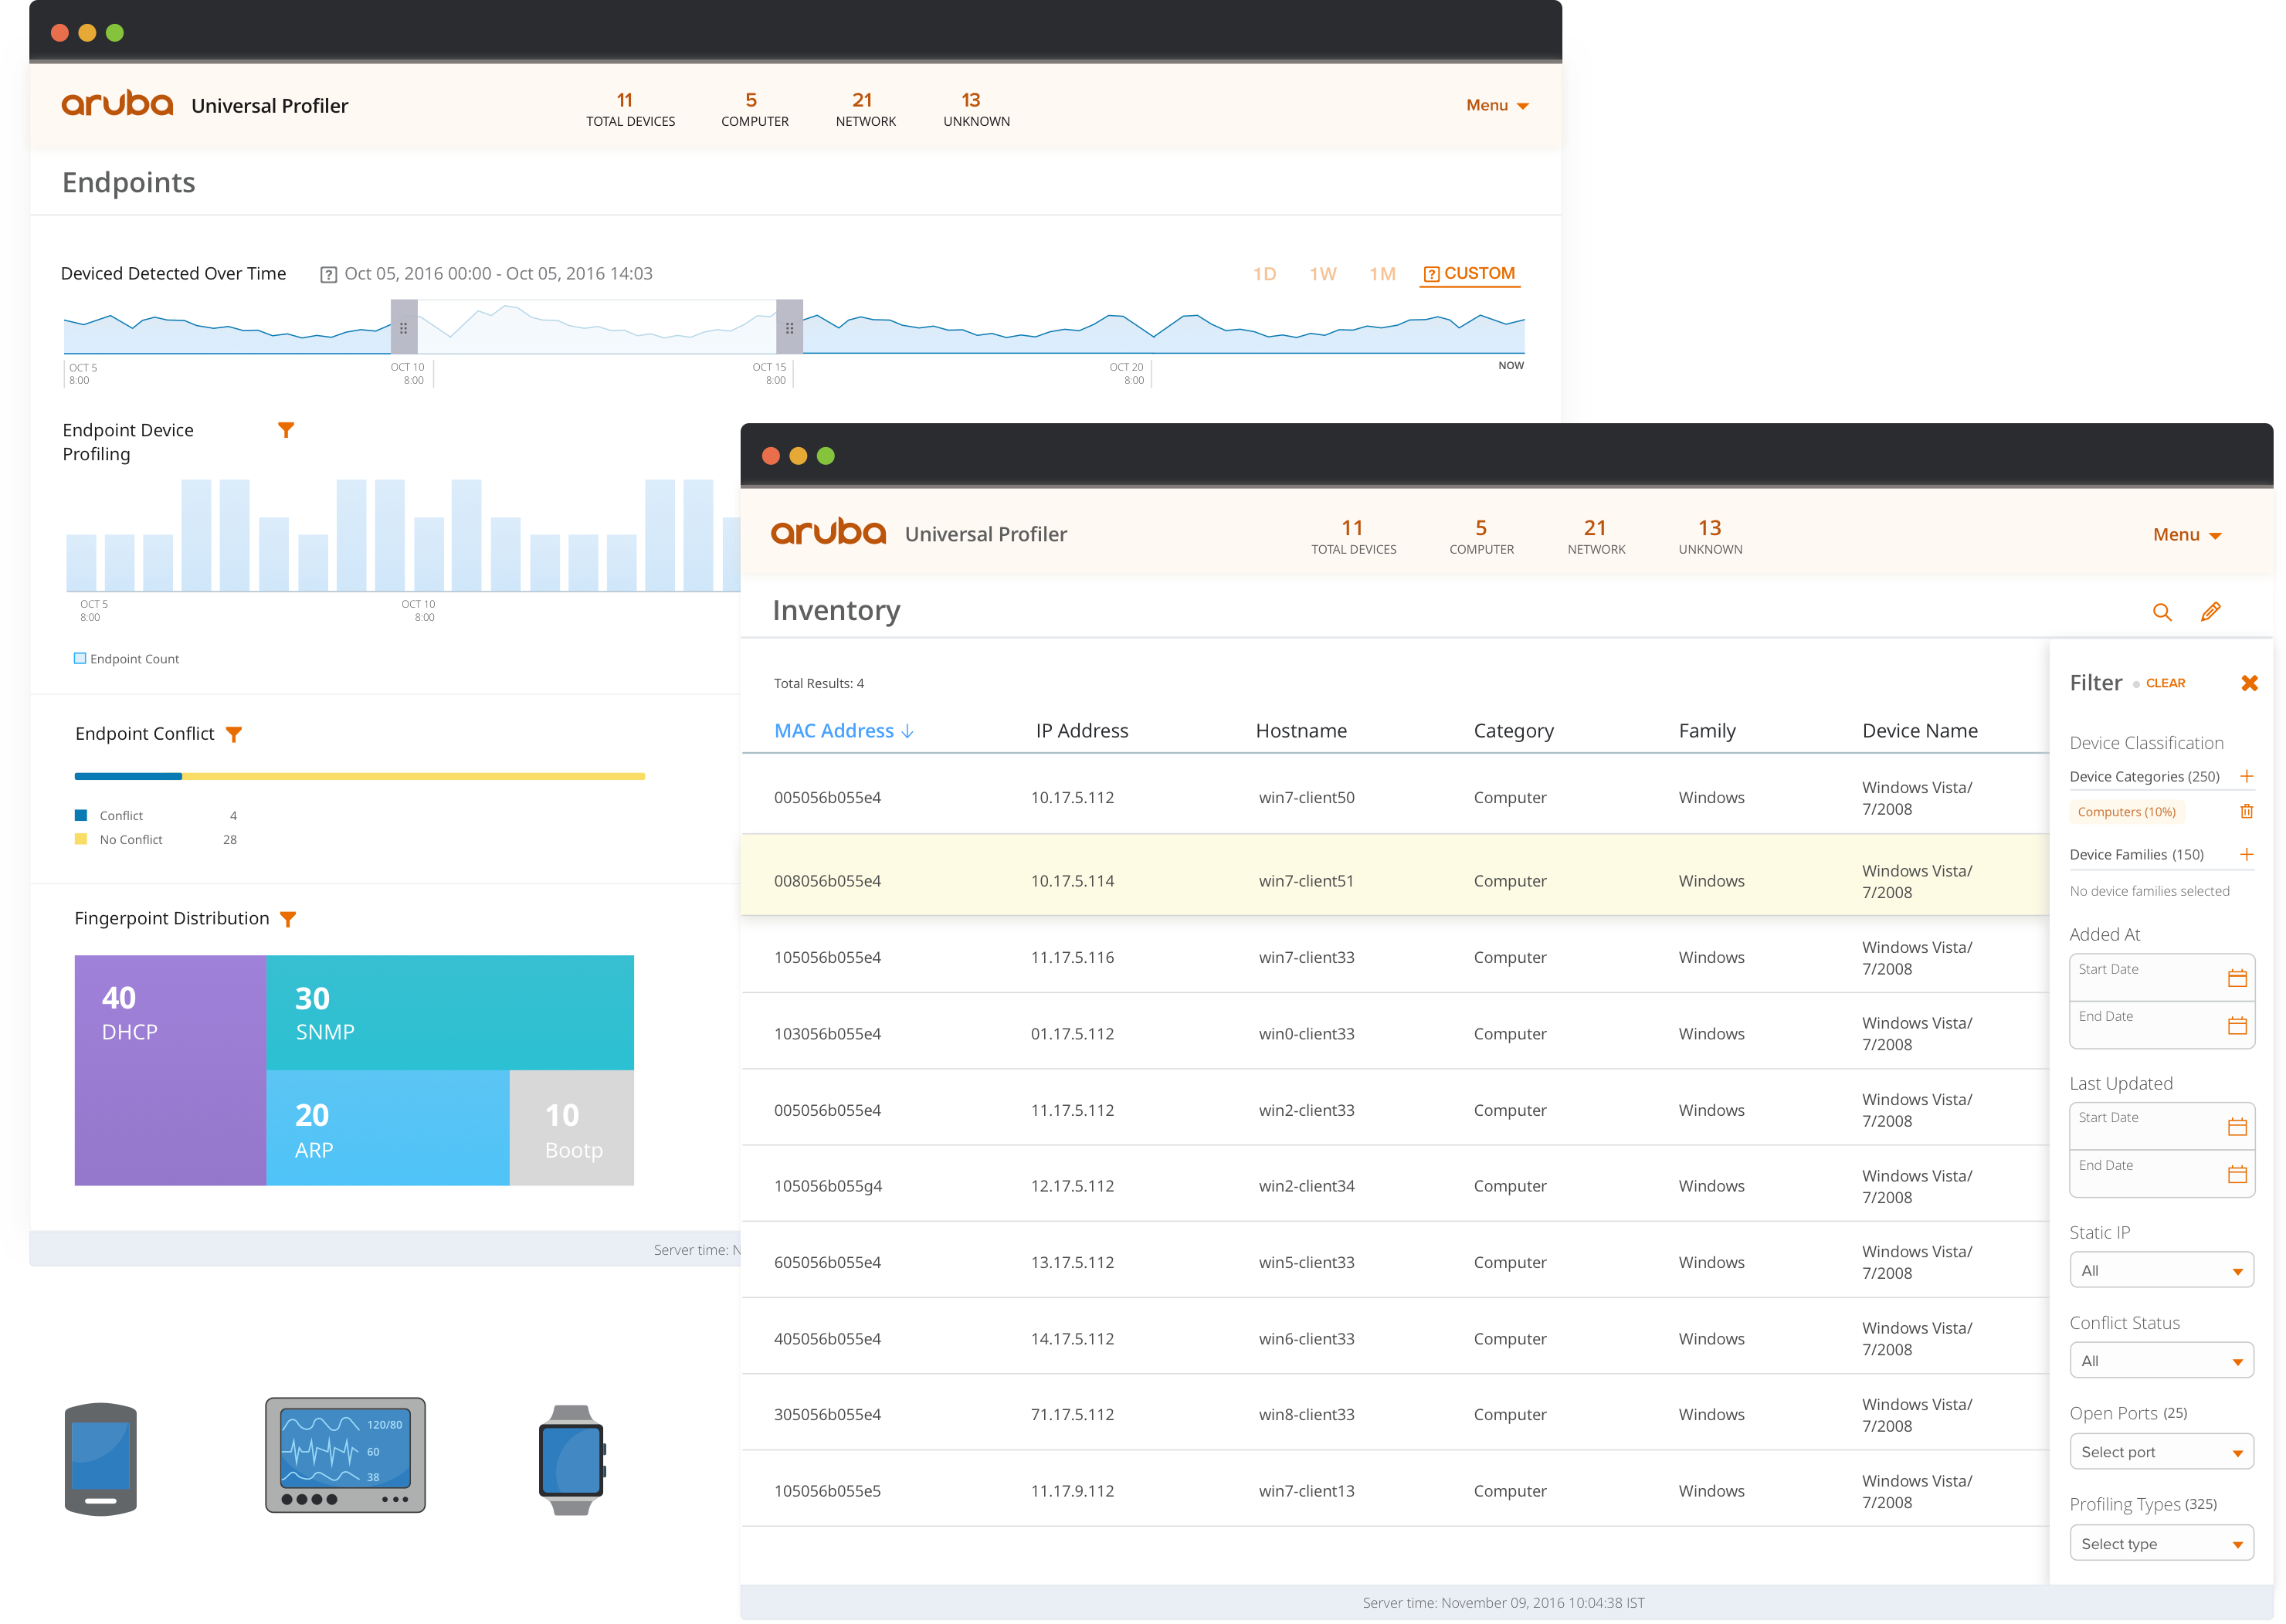 aruba Universal Profiler
11 5 21 13
TOTAL DEVICES COMPUTER NETWORK UNKNOWN
Menu
Endpoints
Deviced Detected Over Time ? Oct 05, 2016 00:00 - Oct 05, 2016 14:03
1D 1W 1M ? CUSTOM
OCT 5 OCT 10 OCT 15 OCT 20 NOW
8:00 8:00 8:00 8:00
Endpoint Device
Profiling
OCT 5 OCT 10
8:00 8:00
Endpoint Count
Endpoint Conflict
Conflict 4
No Conflict 28
Fingerpoint Distribution
40
DHCP
30
SNMP
20
ARP
10
Bootp
Server time: N
120/80
60
38
aruba Universal Profiler
11 5 21 13
TOTAL DEVICES COMPUTER NETWORK UNKNOWN
Menu
Inventory
Total Results: 4
MAC Address IP Address Hostname Category Family Device Name
005056b055e4 10.17.5.112 win7-client50 Computer Windows Windows Vista/
7/2008
008056b055e4 10.17.5.114 win7-client51 Computer Windows Windows Vista/
7/2008
105056b055e4 11.17.5.116 win7-client33 Computer Windows Windows Vista/
7/2008
103056b055e4 01.17.5.112 win0-client33 Computer Windows Windows Vista/
7/2008
005056b055e4 11.17.5.112 win2-client33 Computer Windows Windows Vista/
7/2008
105056b055g4 12.17.5.112 win2-client34 Computer Windows Windows Vista/
7/2008
605056b055e4 13.17.5.112 win5-client33 Computer Windows Windows Vista/
7/2008
405056b055e4 14.17.5.112 win6-client33 Computer Windows Windows Vista/
7/2008
305056b055e4 71.17.5.112 win8-client33 Computer Windows Windows Vista/
7/2008
105056b055e5 11.17.9.112 win7-client13 Computer Windows Windows Vista/
7/2008
Filter CLEAR
Device Classification
Device Categories (250)
Computers (10%)
Device Families (150)
No device families selected
Added At
Start Date
End Date
Last Updated
Start Date
End Date
Static IP
All
Conflict Status
All
Open Ports (25)
Select port
Profiling Types (325)
Select type
Server time: November 09, 2016 10:04:38 IST